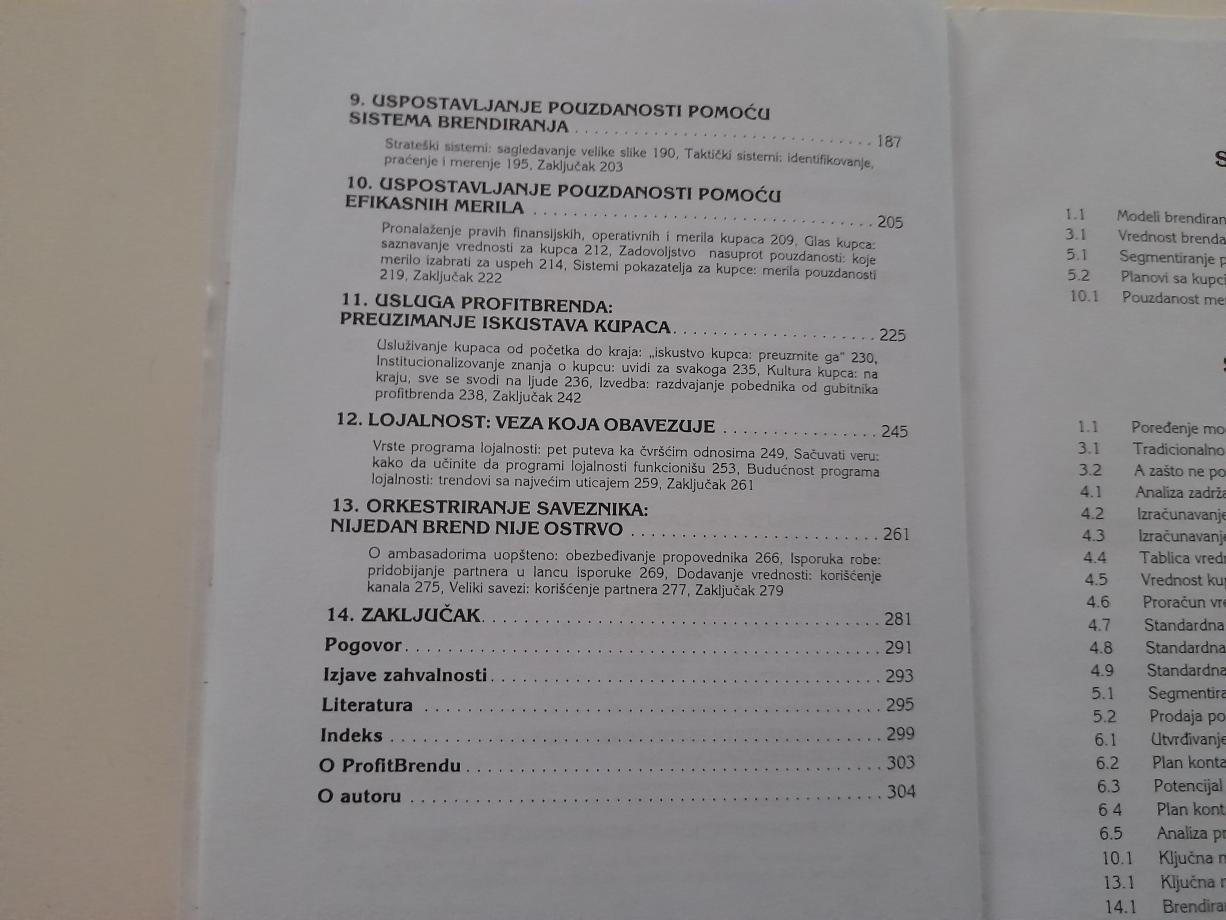 9. USPOSTAVLJANJE POUZDANOSTI POMOĆU
SISTEMA BRENDIRANJA . . . . . . . . . . . . . . . . . . . . . . . . . . . . . . 187
Strateški sistemi: sagledavanje velike slike 190, Taktički sistemi: identifikovanje,
praćenje i merenje 195, Zaključak 203
10. USPOSTAVLJANJE POUZDANOSTI POMOĆU
EFIKASNIH MERILA . . . . . . . . . . . . . . . . . . . . . . . . . . . . . . . . . . 205
Pronalaženje pravih finansijskih, operativnih i merila kupaca 209, Glas kupca:
saznavanje vrednosti za kupca 212, Zadovoljstvo nasuprot pouzdanosti: koje
merilo izabrati za uspeh 214, Sistemi pokazatelja za kupce: merila pouzdanosti
219, Zaključak 222
11. USLUGA PROFITBRENDA:
PREUZIMANJE ISKUSTAVA KUPACA. . . . . . . . . . . . . . . . . . . . 225
Usluživanje kupaca od početka do kraja: „iskustvo kupca: preuzmite ga" 230,
Institucionalizovanje znanja o kupcu: uvidi za svakoga 235, Kultura kupca: na
kraju, sve se svodi na ljude 236, Izvedba: razdvajanje pobednika od gubitnika
profitbrenda 238, Zaključak 242
12. LOJALNOST: VEZA KOJA OBAVEZUJE . . . . . . . . . . . . . . . . 245
Vrste programa lojalnosti: pet puteva ka čvršćim odnosima 249, Sačuvati veru:
kako da učinite da programi lojalnosti funkcionišu 253, Budućnost programa
lojalnosti: trendovi sa najvećim uticajem 259, Zaključak 261
13. ORKESTRIRANJE SAVEZNIKA:
NIJEDAN BREND NIJE OSTRVO . . . . . . . . . . . . . . . . . . . . . . . . . 261
O ambasadorima uopšteno: obezbeđivanje propovednika 266, Isporuka robe:
pridobijanje partnera u lancu isporuke 269, Dodavanje vrednosti: korišćenje
kanala 275, Veliki savezi: korišćenje partnera 277, Zaključak 279
14. ZAKLJUČAK. . . . . . . . . . . . . . . . . . . . . . . . . . . . . . . . . . . . . . . 281
Pogovor. . . . . . . . . . . . . . . . . . . . . . . . . . . . . . . . . . . . . . . . . . . . . 291
Izjave zahvalnosti. . . . . . . . . . . . . . . . . . . . . . . . . . . . . . . . . . . . . 293
Literatura . . . . . . . . . . . . . . . . . . . . . . . . . . . . . . . . . . . . . . . . . . . 295
Indeks . . . . . . . . . . . . . . . . . . . . . . . . . . . . . . . . . . . . . . . . . . . . . . 299
O ProfitBrendu. . . . . . . . . . . . . . . . . . . . . . . . . . . . . . . . . . . . . . . 303
O autoru . . . . . . . . . . . . . . . . . . . . . . . . . . . . . . . . . . . . . . . . . . . . 304
S
1.1 Modeli brendiran
3.1 Vrednost brenda
5.1 Segmentiranje p
5.2 Planovi sa kupci
10.1 Pouzdanost me
1.1 Poređenje mo
3.1 Tradicionalno
3.2 A zašto ne po
4.1 Analiza zadrža
4.2 Izračunavanje
4.3 Izračunavanje
4.4 Tablica vred
4.5 Vrednost kup
4.6 Proračun vre
4.7 Standardna
4.8 Standardna
4.9 Standardna
5.1 Segmentira
5.2 Prodaja po
6.1 Utvrđivanje
6.2 Plan konta
6.3 Potencijal
6 4 Plan kont
6.5 Analiza pr
10.1 Ključna
13.1 Ključna
14.1 Brendira